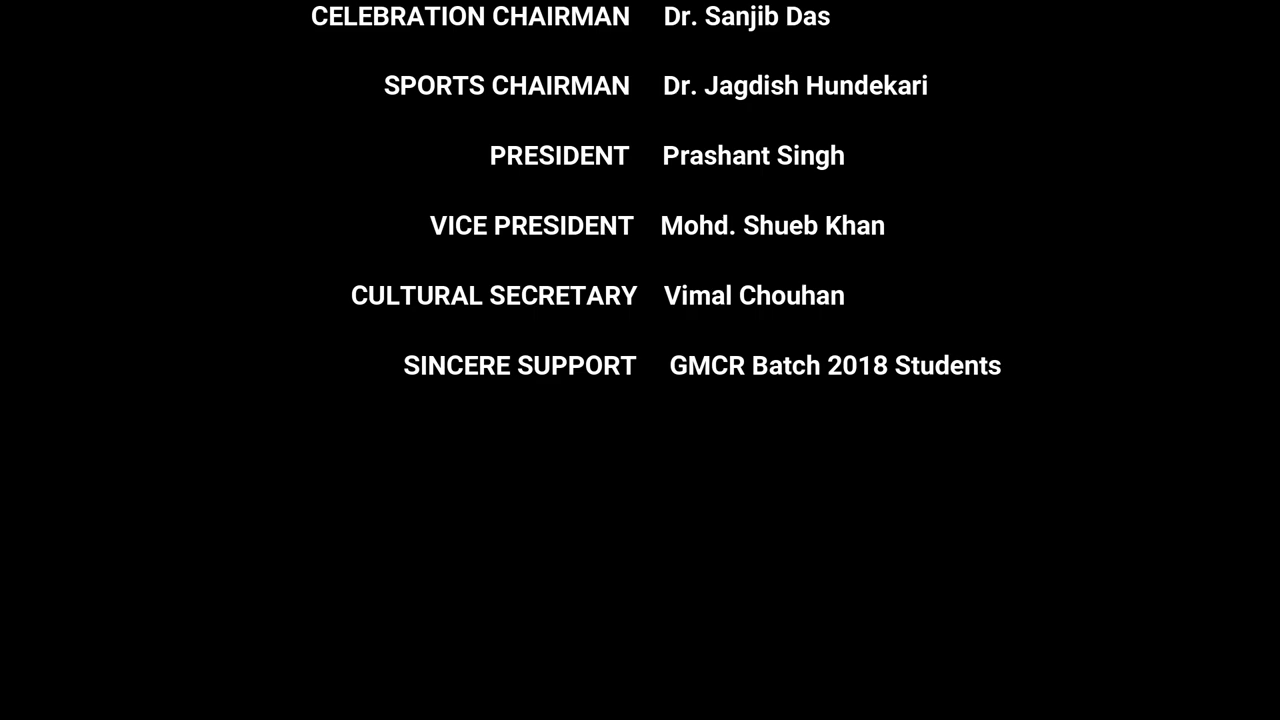 CELEBRATION CHAIRMAN Dr. Sanjib Das
SPORTS CHAIRMAN Dr. Jagdish Hundekari
PRESIDENT Prashant Singh
VICE PRESIDENT Mohd. Shueb Khan
CULTURAL SECRETARY Vimal Chouhan
SINCERE SUPPORT GMCR Batch 2018 Students